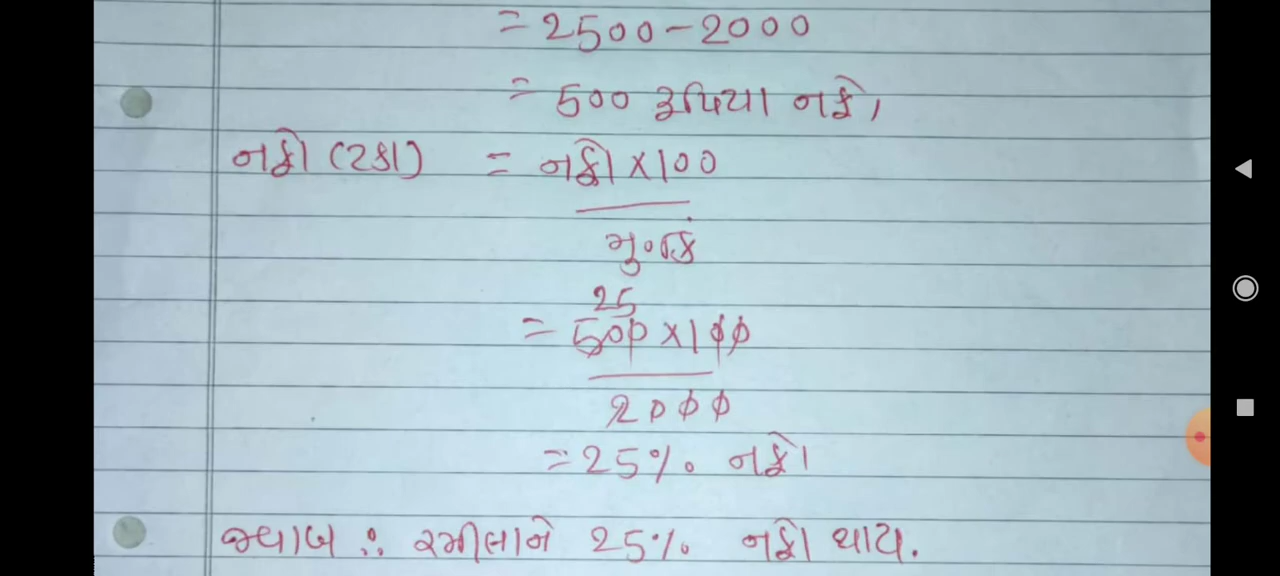 = 2500-2000
= 500 રૂપિયા નફો
નફો (ટકા) = નફો × 100
મુ.કિં
25
= 500 × 100
2000
= 25% નફો
જવાબ ∴ રમીલાને 25% નફો થાય.